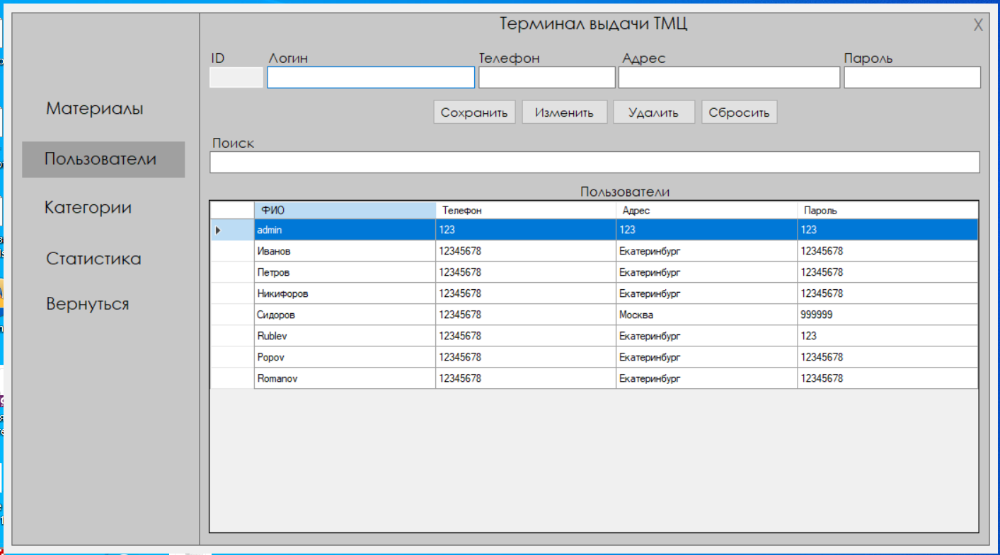 Терминал выдачи ТМЦ
X
Материалы
Пользователи
Категории
Статистика
Вернуться
ID Логин Телефон Адрес Пароль
Сохранить Изменить Удалить Сбросить
Поиск
Пользователи
ФИО Телефон Адрес Пароль
admin 123 123 123
Иванов 12345678 Екатеринбург 12345678
Петров 12345678 Екатеринбург 12345678
Никифоров 12345678 Екатеринбург 12345678
Сидоров 12345678 Москва 999999
Rublev 12345678 Екатеринбург 123
Popov 12345678 Екатеринбург 12345678
Romanov 12345678 Екатеринбург 12345678